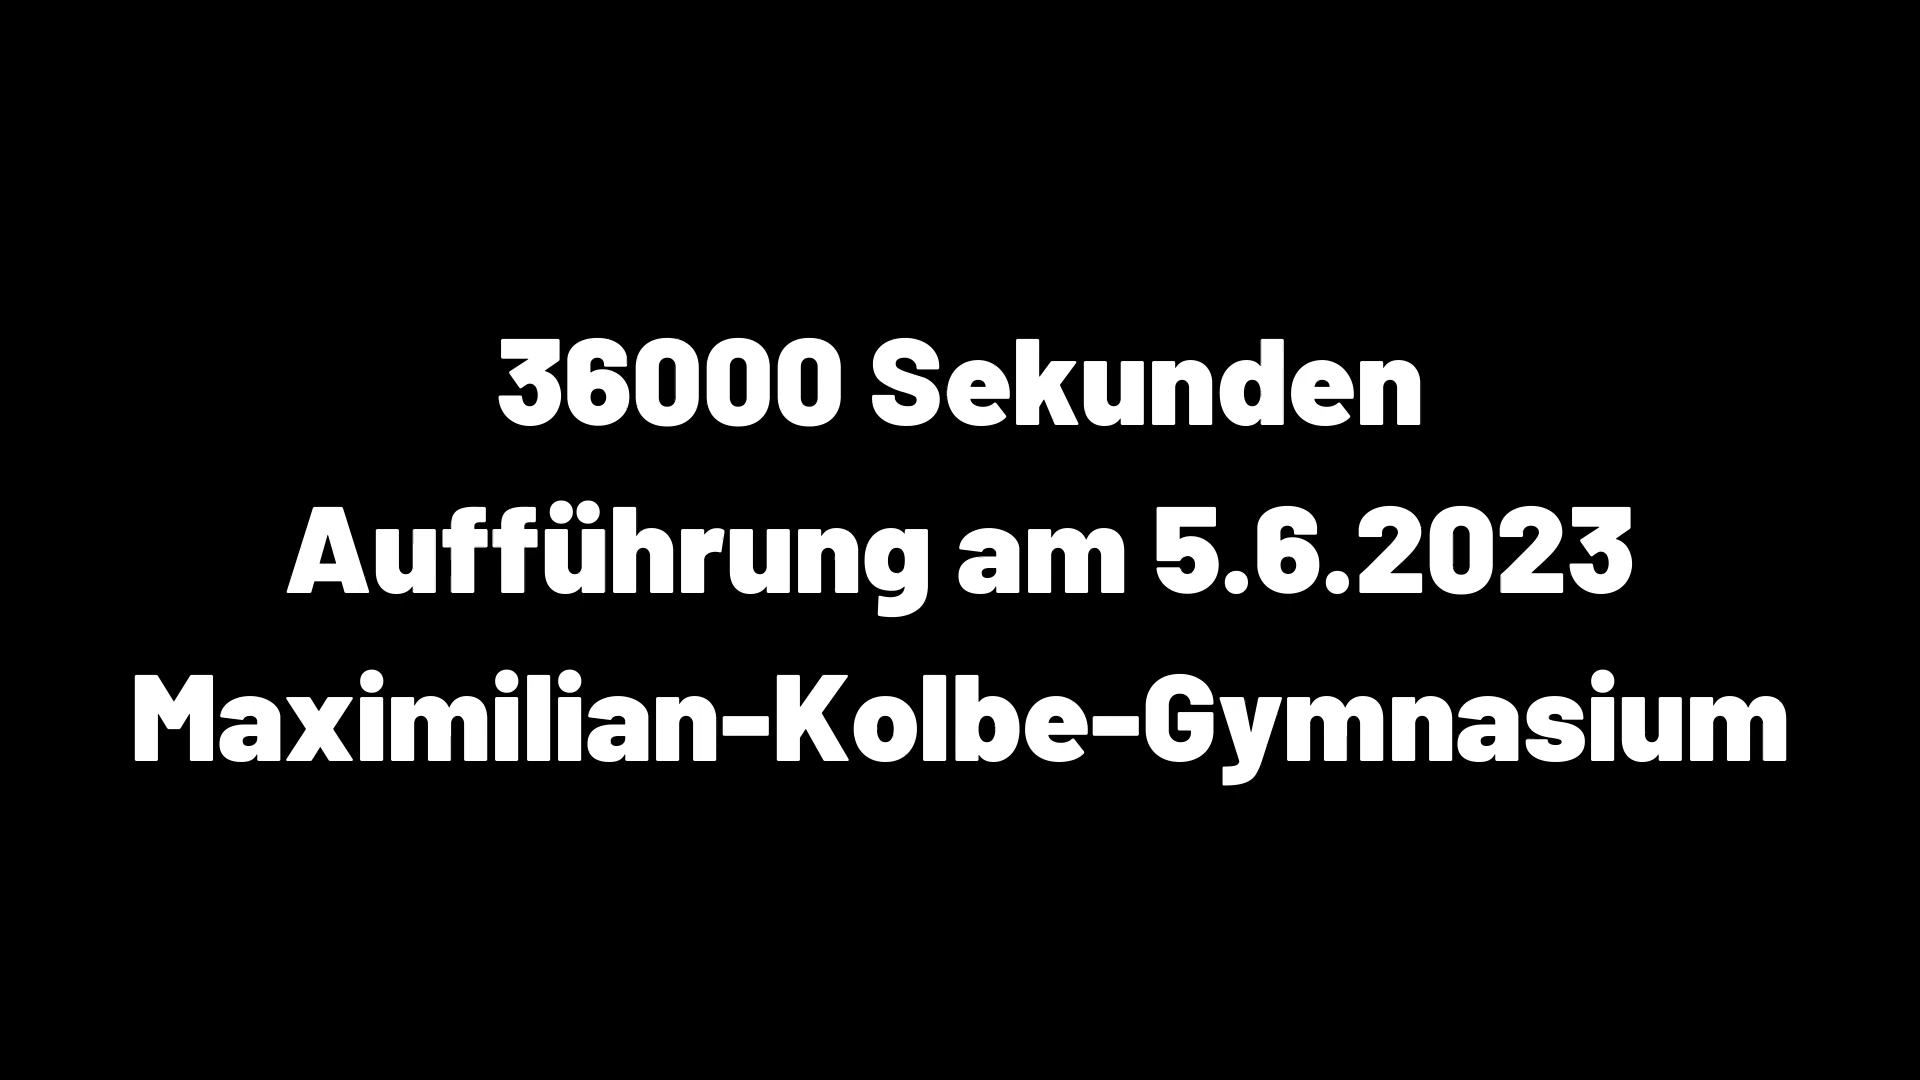 36000 Sekunden
Aufführung am 5.6.2023
Maximilian-Kolbe-Gymnasium